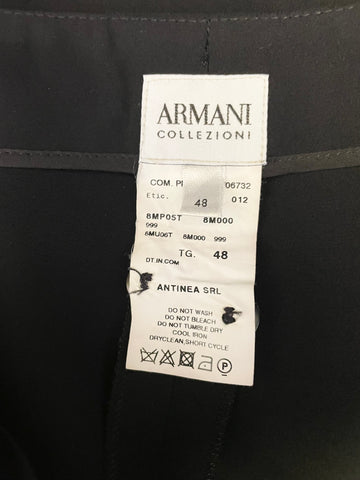 ARMANI
COLLEZIONI
COM. 06732
Etic. 48 012
8MP05T 8M000
999
8MU06T 8M000 999
TG. 48
DT.IN.COM
ANTINEA SRL
DO NOT WASH
DO NOT BLEACH
DO NOT TUMBLE DRY
COOL IRON
DRYCLEAN,SHORT CYCLE
P